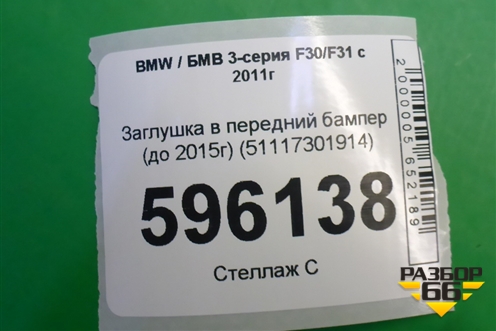 BMW / БМВ 3-серия F30/F31 с
2011г
Заглушка в передний бампер
(до 2015г) (51117301914)
596138
Стеллаж С
2000005652189
РАЗБОР
66